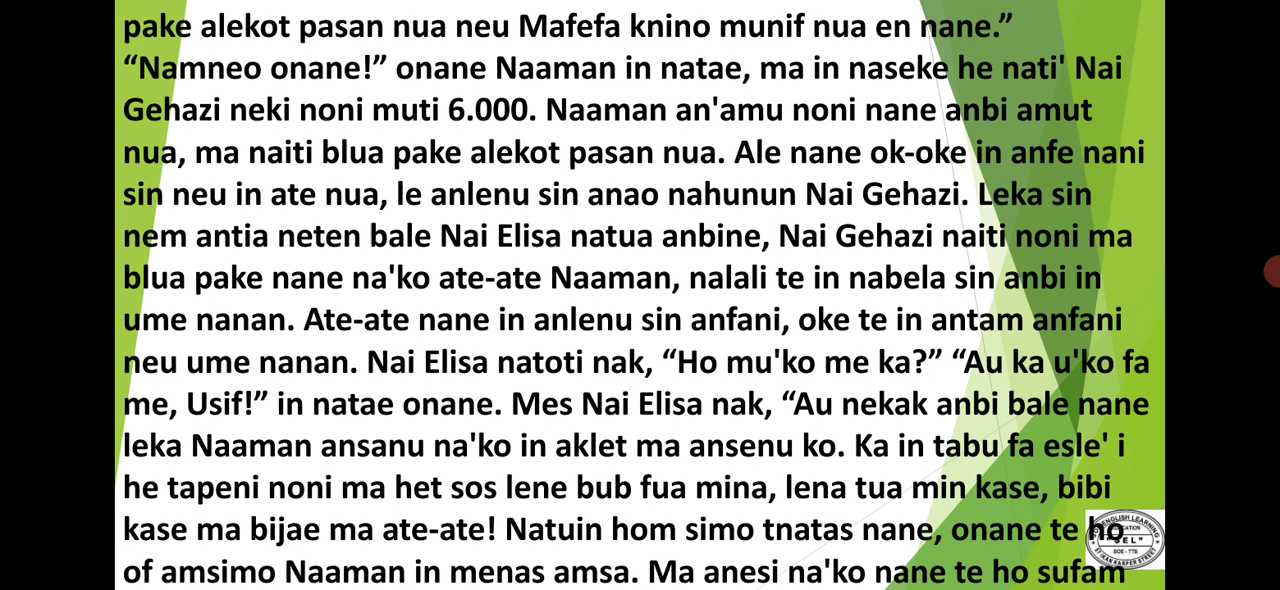 pake alekot pasan nua neu Mafefa knino munif nua en nane.”
“Namneo onane!” onane Naaman in natae, ma in naseke he nati' Nai
Gehazi neki noni muti 6.000. Naaman an'amu noni nane anbi amut
nua, ma naiti blua pake alekot pasan nua. Ale nane ok-oke in anfe nani
sin neu in ate nua, le anlenu sin anao nahunun Nai Gehazi. Leka sin
nem antia neten bale Nai Elisa natua anbine, Nai Gehazi naiti noni ma
blua pake nane na'ko ate-ate Naaman, nalali te in nabela sin anbi in
ume nanan. Ate-ate nane in anlenu sin anfani, oke te in antam anfani
neu ume nanan. Nai Elisa natoti nak, “Ho mu'ko me ka?” “Au ka u'ko fa
me, Usif!” in natae onane. Mes Nai Elisa nak, “Au nekak anbi bale nane
leka Naaman ansanu na'ko in aklet ma ansenu ko. Ka in tabu fa esle' i
he tapeni noni ma het sos lene bub fua mina, lena tua min kase, bibi
kase ma bijae ma ate-ate! Natuin hom simo tnatas nane, onane te ho
of amsimo Naaman in menas amsa. Ma anesi na'ko nane te ho sufam
ENGLISH LEARNING
"SEL"
SOE - TTS